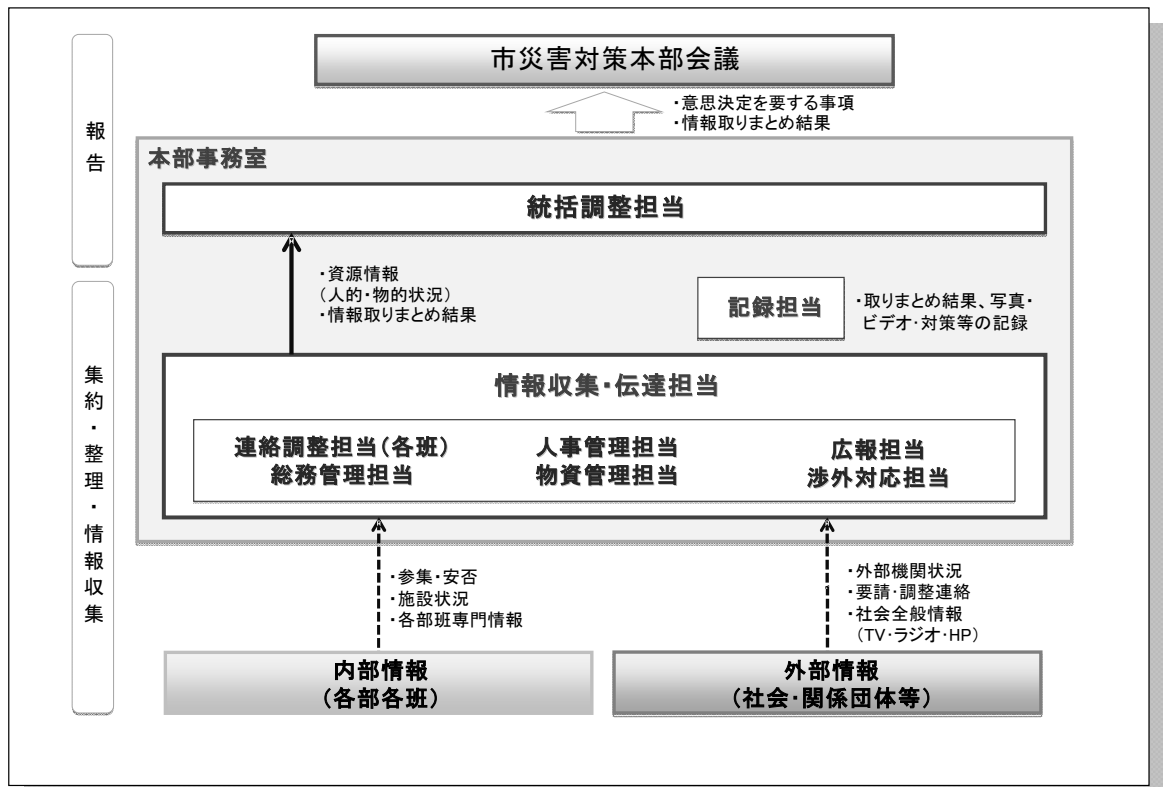 市災害対策本部会議
・意思決定を要する事項
・情報取りまとめ結果
報告
本部事務室
統括調整担当
・資源情報
(人的・物的状況)
・情報取りまとめ結果
記録担当
・取りまとめ結果、写真・
ビデオ・対策等の記録
集約・整理・情報収集
情報収集・伝達担当
連絡調整担当(各班)
総務管理担当
人事管理担当
物資管理担当
広報担当
渉外対応担当
・参集・安否
・施設状況
・各部班専門情報
・外部機関状況
・要請・調整連絡
・社会全般情報
(TV・ラジオ・HP)
内部情報
(各部各班)
外部情報
(社会・関係団体等)